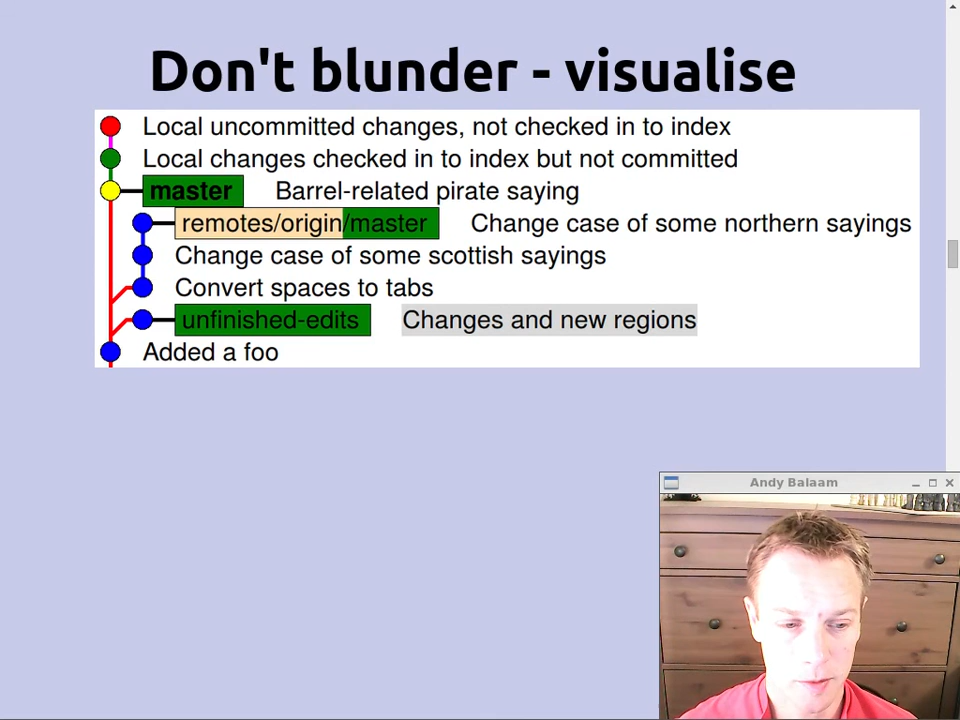 Don't blunder - visualise
Local uncommitted changes, not checked in to index
Local changes checked in to index but not committed
master Barrel-related pirate saying
remotes/origin/master Change case of some northern sayings
Change case of some scottish sayings
Convert spaces to tabs
unfinished-edits Changes and new regions
Added a foo
Andy Balaam